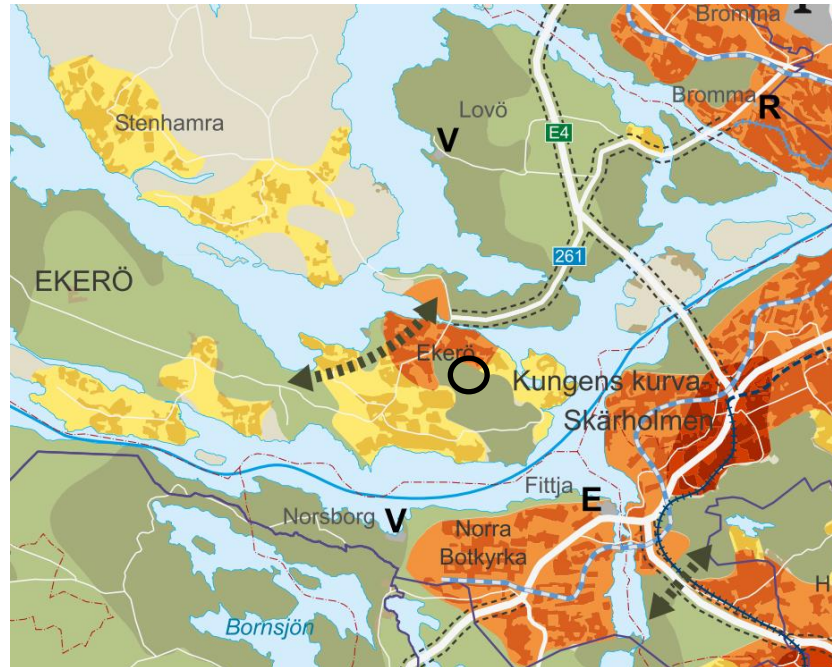 Bromma
Stenhamra
Lovö
Bromma
R
V
E4
261
EKERÖ
Ekerö
Kungens kurva-
Skärholmen
Fittja
E
Norsborg
V
Norra
Botkyrka
H
Bornsjön